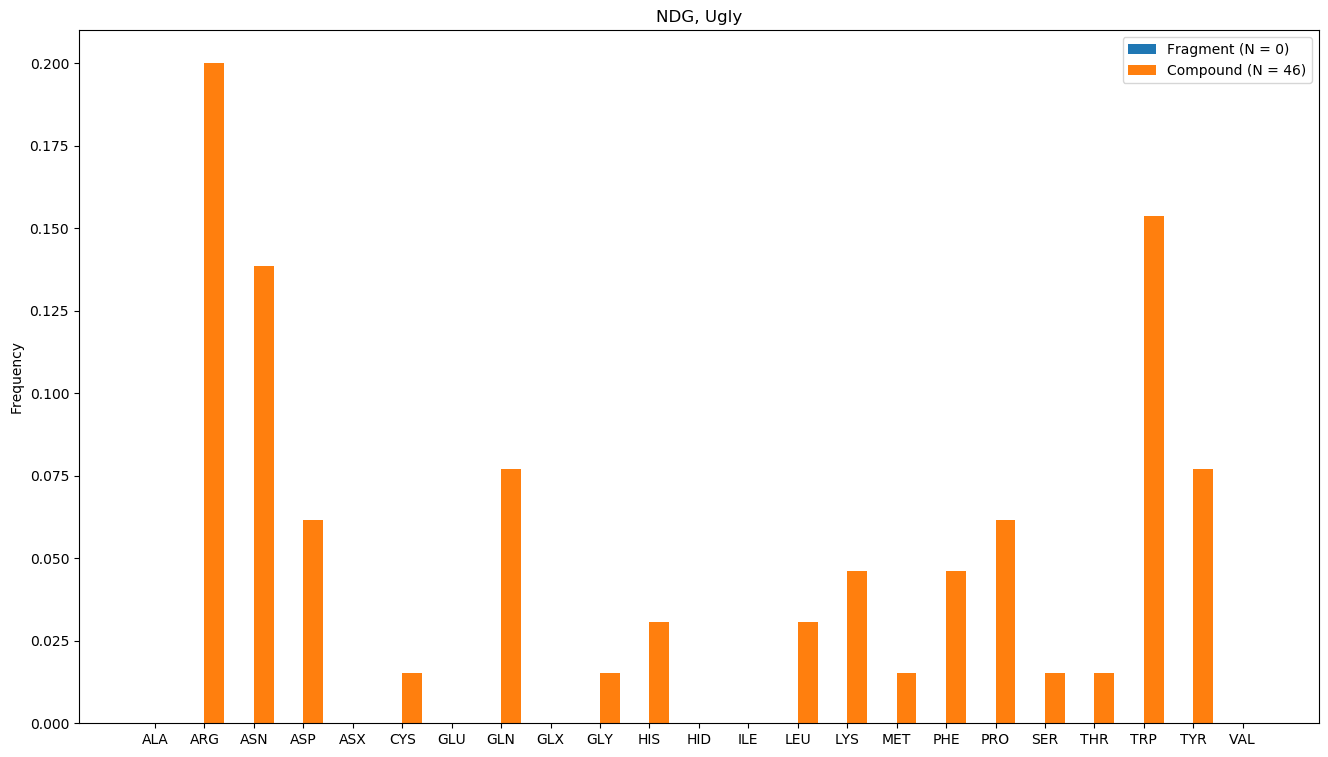 NDG, Ugly
Fragment (N = 0)
Compound (N = 46)
0.200
0.175
0.150
0.125
0.100
0.075
0.050
0.025
0.000
Frequency
ALA ARG ASN ASP ASX CYS GLU GLN GLX GLY HIS HID ILE LEU LYS MET PHE PRO SER THR TRP TYR VAL